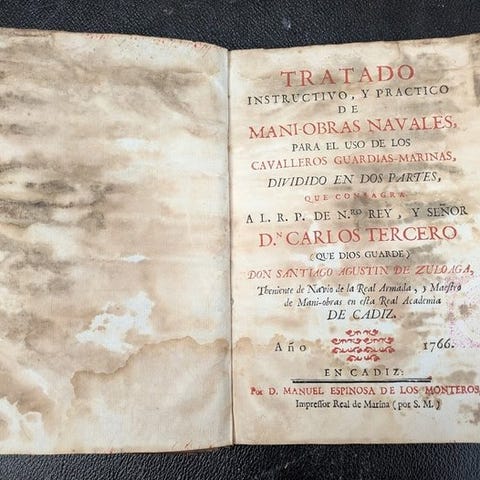 TRATADO
INSTRUCTIVO, Y PRACTICO
DE
MANI-OBRAS NAVALES,
PARA EL USO DE LOS
CAVALLEROS GUARDIAS-MARINAS,
DIVIDIDO EN DOS PARTES,
QUE CONSAGRA
A L. R. P. DE N.RO REY, Y SEÑOR
D.N CARLOS TERCERO
(QUE DIOS GUARDE)
DON SANTIAGO AGUSTIN DE ZULOAGA,
Theniente de Navio de la Real Armada, y Maestro
de Mani-obras en esta Real Academia
DE CADIZ.
Año 1766.
EN CADIZ:
Por D. MANUEL ESPINOSA DE LOS MONTEROS,
Impressor Real de Marina (por S. M.)